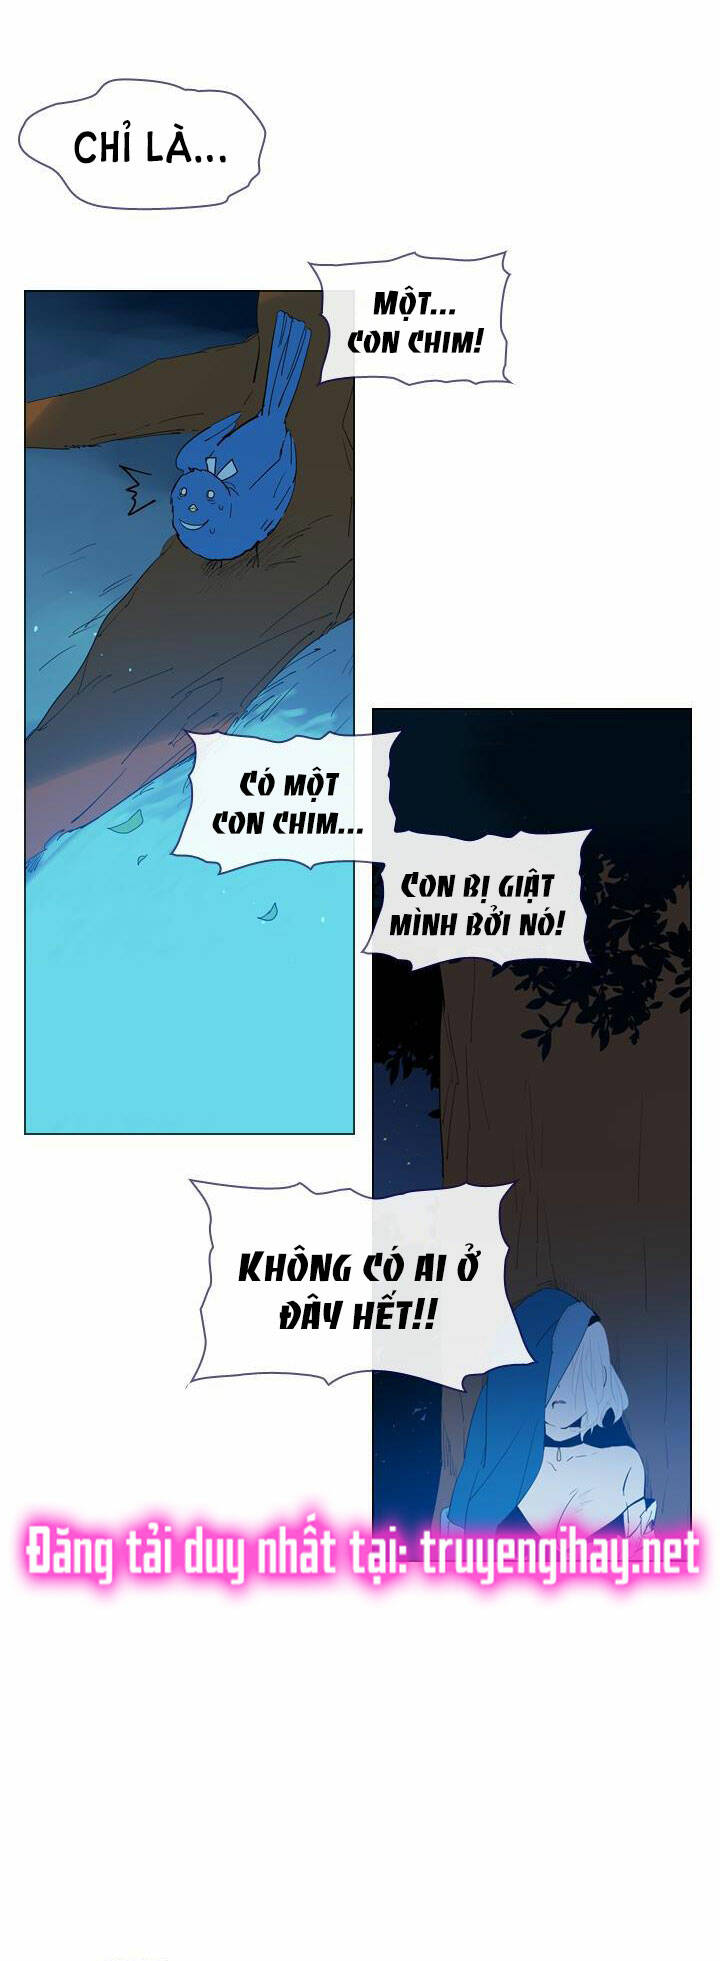 CHỈ LÀ...
MỘT...
CON CHIM!
CÓ MỘT
CON CHIM...
CON BỊ GIẬT
MÌNH BỞI NÓ!
KHÔNG CÓ AI Ở
ĐÂY HẾT!!
Đăng tải duy nhất tại: truyengihay.net